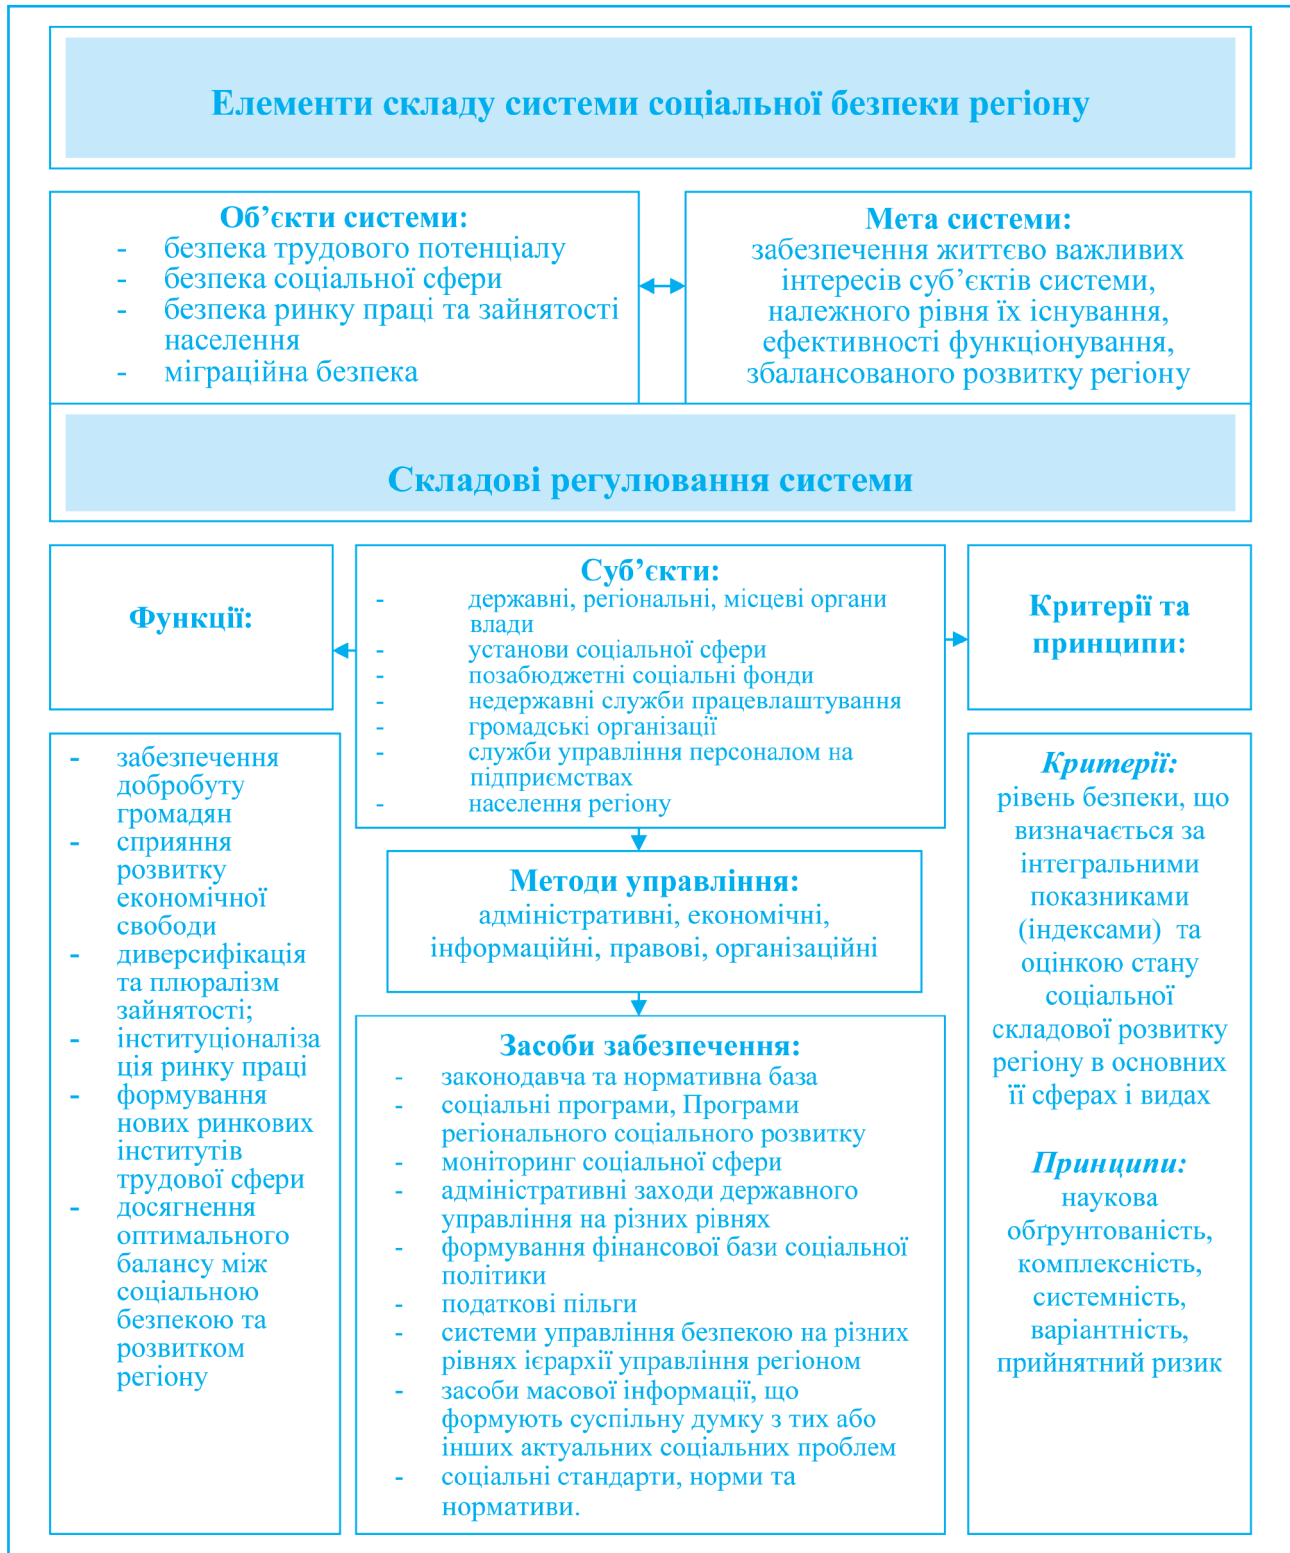 Елементи складу системи соціальної безпеки регіону
Об’єкти системи:
- безпека трудового потенціалу
- безпека соціальної сфери
- безпека ринку праці та зайнятості
населення
- міграційна безпека
Мета системи:
забезпечення життєво важливих
інтересів суб’єктів системи,
належного рівня їх існування,
ефективності функціонування,
збалансованого розвитку регіону
Складові регулювання системи
Функції:
- забезпечення
добробуту
громадян
- сприяння
розвитку
економічної
свободи
- диверсифікація
та плюралізм
зайнятості;
- інституціоналіза
ція ринку праці
- формування
нових ринкових
інститутів
трудової сфери
- досягнення
оптимального
балансу між
соціальною
безпекою та
розвитком
регіону
Суб’єкти:
- державні, регіональні, місцеві органи
влади
- установи соціальної сфери
- позабюджетні соціальні фонди
- недержавні служби працевлаштування
- громадські організації
- служби управління персоналом на
підприємствах
- населення регіону
Методи управління:
адміністративні, економічні,
інформаційні, правові, організаційні
Засоби забезпечення:
- законодавча та нормативна база
- соціальні програми, Програми
регіонального соціального розвитку
- моніторинг соціальної сфери
- адміністративні заходи державного
управління на різних рівнях
- формування фінансової бази соціальної
політики
- податкові пільги
- системи управління безпекою на різних
рівнях ієрархії управління регіоном
- засоби масової інформації, що
формують суспільну думку з тих або
інших актуальних соціальних проблем
- соціальні стандарти, норми та
нормативи.
Критерії та
принципи:
Критерії:
рівень безпеки, що
визначається за
інтегральними
показниками
(індексами) та
оцінкою стану
соціальної
складової розвитку
регіону в основних
її сферах і видах
Принципи:
наукова
обґрунтованість,
комплексність,
системність,
варіантність,
прийнятний ризик